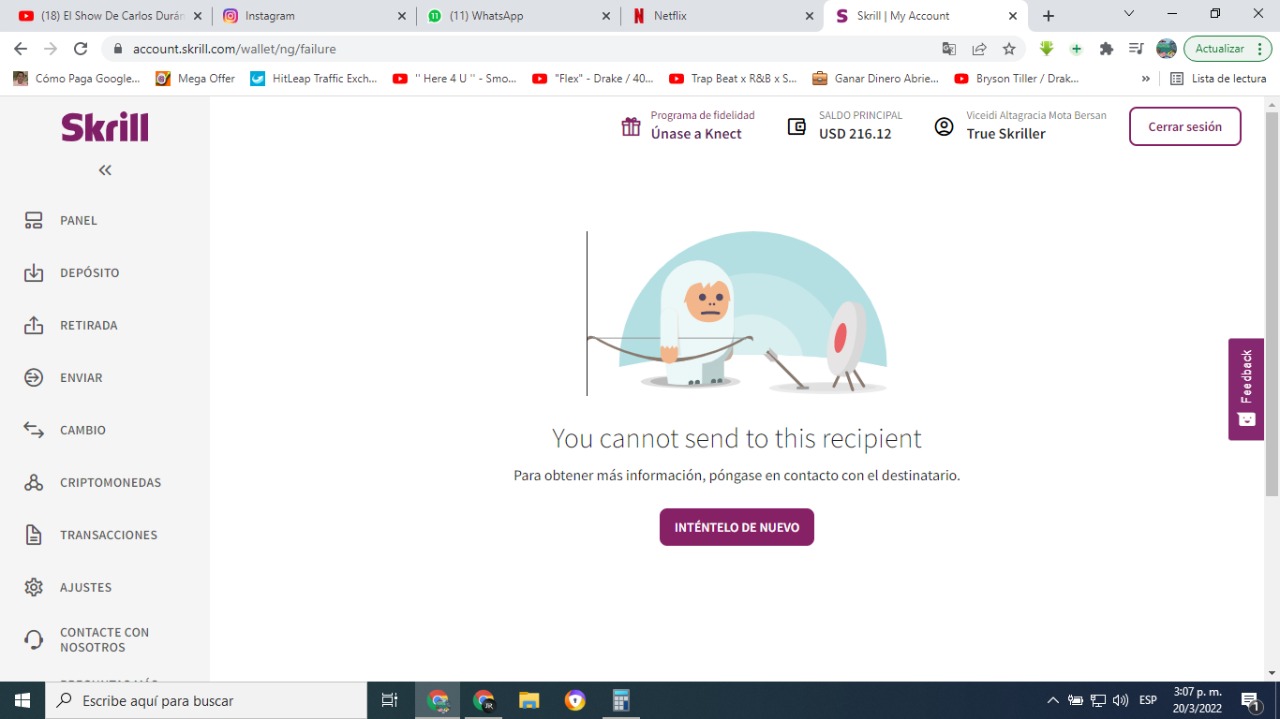 (18) El Show De Carlos Durán
Instagram
(11) WhatsApp
Netflix
Skrill | My Account
account.skrill.com/wallet/ng/failure
Actualizar
Cómo Paga Google...
Mega Offer
HitLeap Traffic Exch...
" Here 4 U " - Smo...
"Flex" - Drake / 40...
Trap Beat x R&B x S...
Ganar Dinero Abrie...
Bryson Tiller / Drak...
»
Lista de lectura
Skrill
Programa de fidelidad
Únase a Knect
SALDO PRINCIPAL
USD 216.12
Viceidi Altagracia Mota Bersan
True Skriller
Cerrar sesión
PANEL
DEPÓSITO
RETIRADA
ENVIAR
CAMBIO
CRIPTOMONEDAS
TRANSACCIONES
AJUSTES
CONTACTE CON
NOSOTROS
You cannot send to this recipient
Para obtener más información, póngase en contacto con el destinatario.
INTÉNTELO DE NUEVO
Feedback
Escribe aquí para buscar
JR
ESP
3:07 p. m.
20/3/2022
1